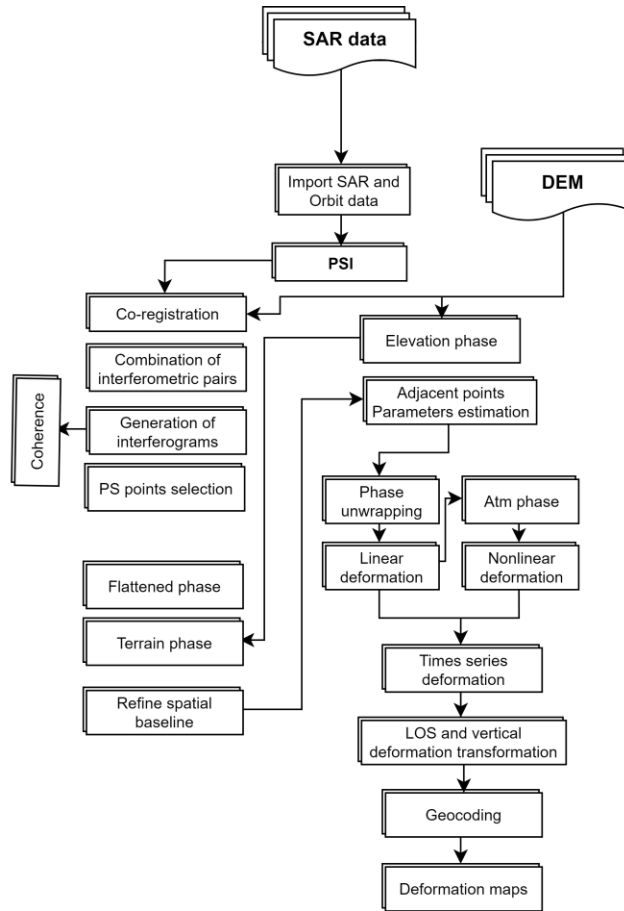 SAR data
DEM
Import SAR and
Orbit data
PSI
Co-registration
Elevation phase
Combination of
interferometric pairs
Adjacent points
Parameters estimation
Coherence
Generation of
interferograms
PS points selection
Phase
unwrapping
Atm phase
Linear
deformation
Nonlinear
deformation
Flattened phase
Terrain phase
Times series
deformation
Refine spatial
baseline
LOS and vertical
deformation transformation
Geocoding
Deformation maps